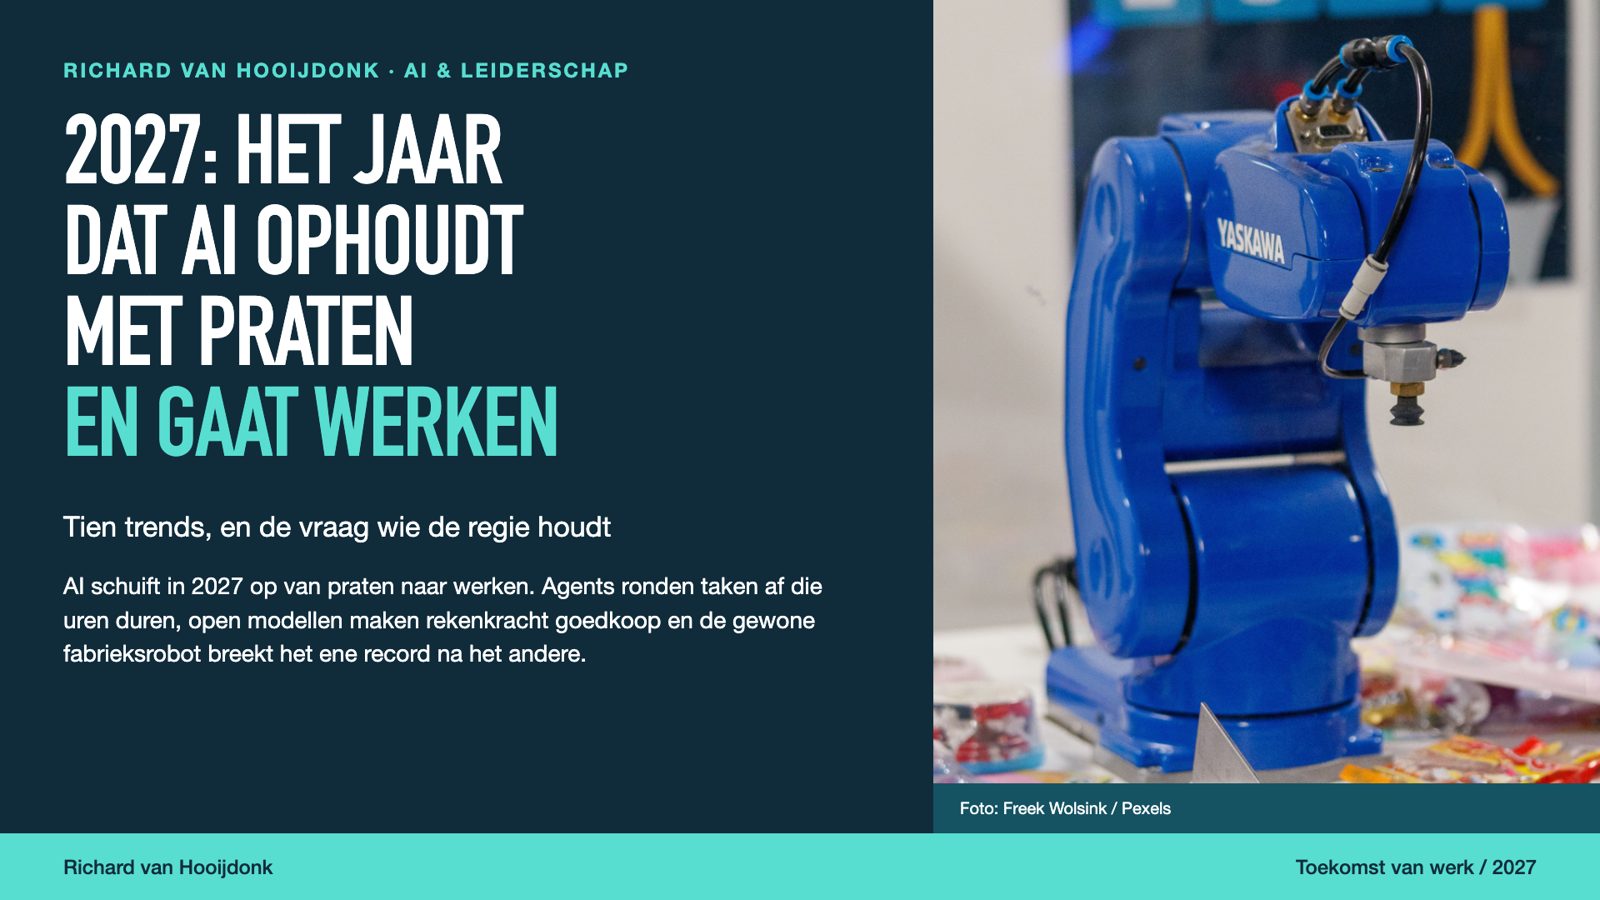 RICHARD VAN HOOIJDONK · AI & LEIDERSCHAP
2027: HET JAAR
DAT AI OPHOUDT
MET PRATEN
EN GAAT WERKEN
Tien trends, en de vraag wie de regie houdt
AI schuift in 2027 op van praten naar werken. Agents ronden taken af die
uren duren, open modellen maken rekenkracht goedkoop en de gewone
fabrieksrobot breekt het ene record na het andere.
YASKAWA
Foto: Freek Wolsink / Pexels
Richard van Hooijdonk
Toekomst van werk / 2027